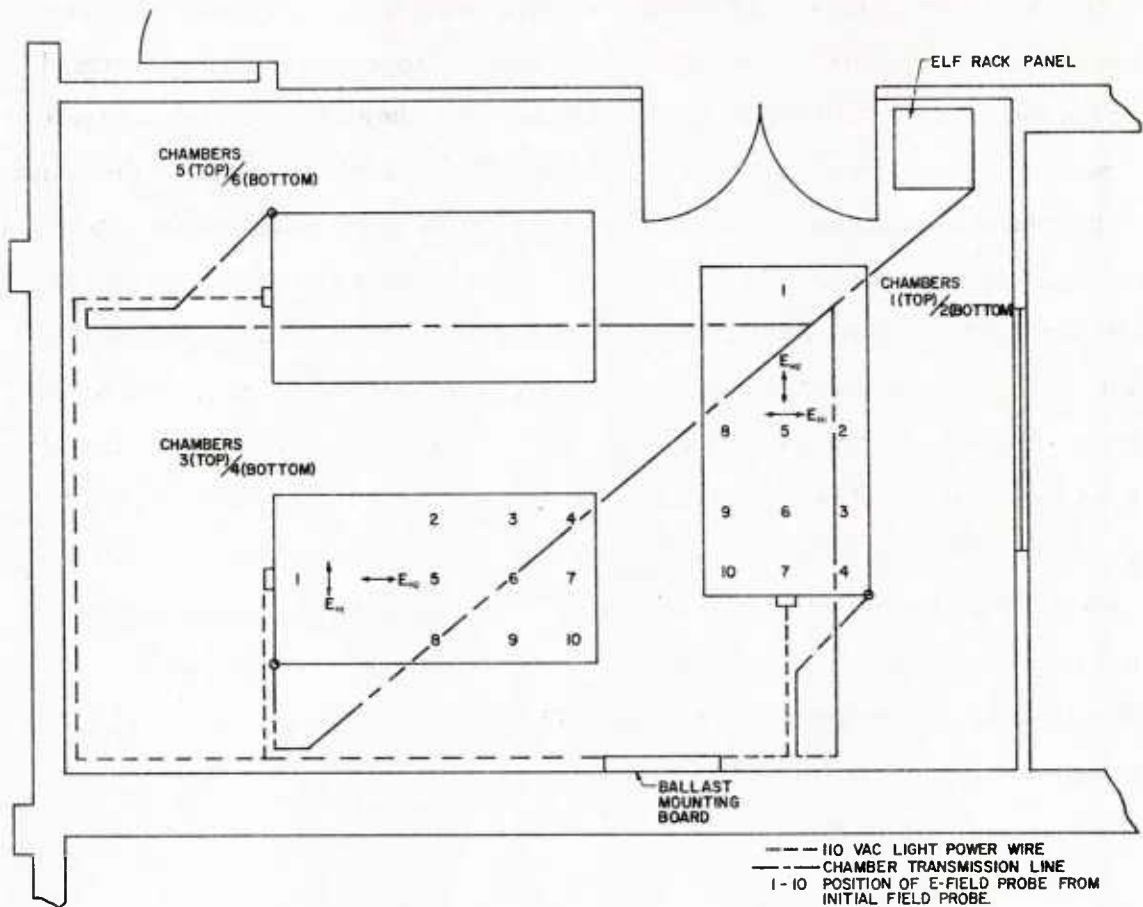 ELF RACK PANEL
CHAMBERS
5 (TOP)/6 (BOTTOM)
CHAMBERS
1 (TOP)/2 (BOTTOM)
1
E
E
8 5 2
CHAMBERS
3 (TOP)/4 (BOTTOM)
9 6 3
2 3 4
10 7 4
1 E 5 6 7
E
8 9 10
BALLAST
MOUNTING
BOARD
110 VAC LIGHT POWER WIRE
CHAMBER TRANSMISSION LINE
1-10 POSITION OF E-FIELD PROBE FROM
INITIAL FIELD PROBE.